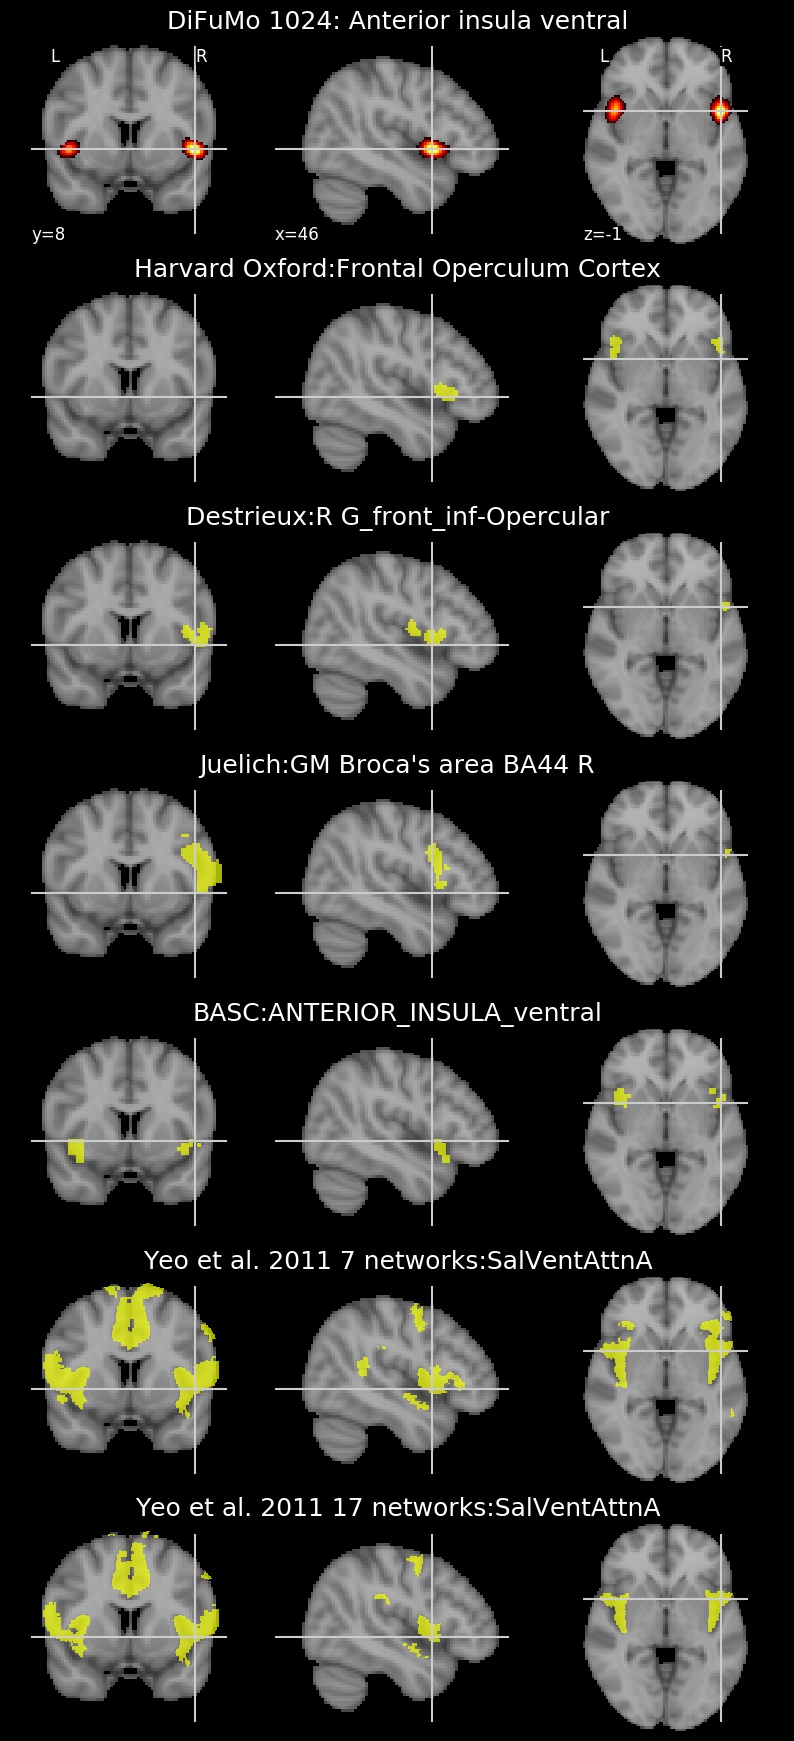 DiFuMo 1024: Anterior insula ventral
L R L R
y=8 x=46 z=-1
Harvard Oxford:Frontal Operculum Cortex
Destrieux:R G_front_inf-Opercular
Juelich:GM Broca's area BA44 R
BASC:ANTERIOR_INSULA_ventral
Yeo et al. 2011 7 networks:SalVentAttnA
Yeo et al. 2011 17 networks:SalVentAttnA